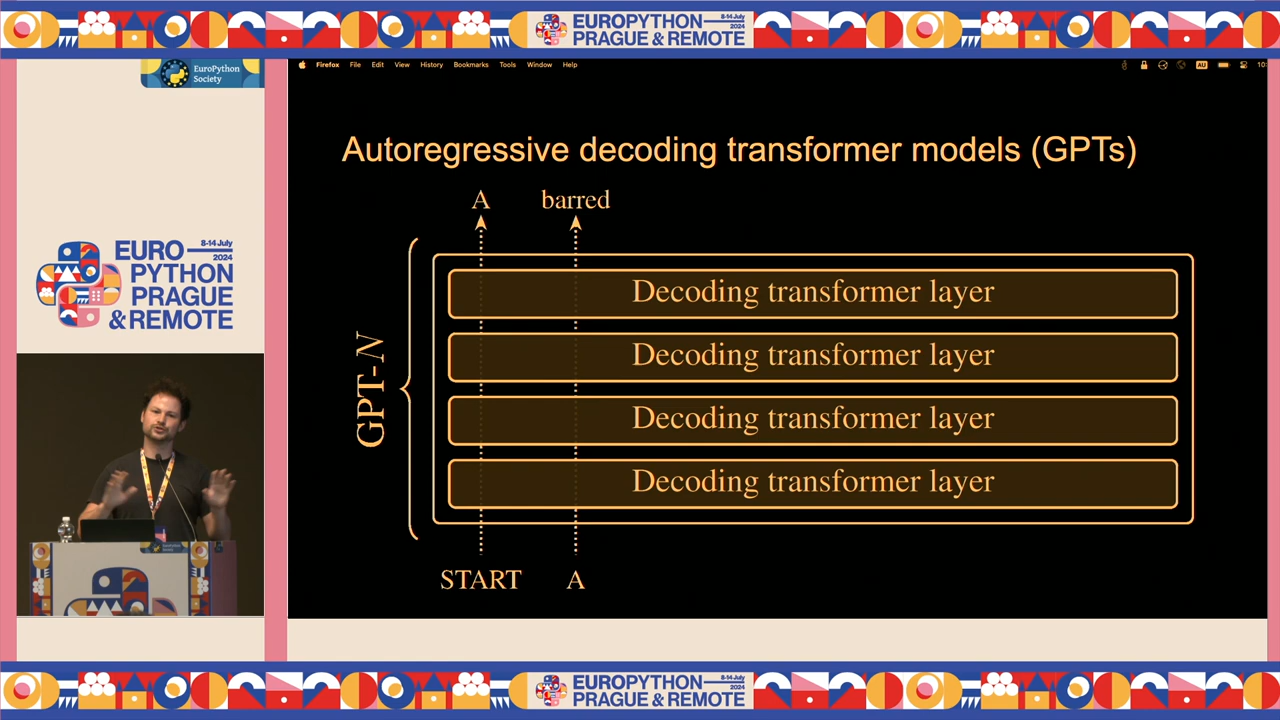 8-14 July
2024
EUROPYTHON
PRAGUE & REMOTE
EuroPython
Society
Firefox File Edit View History Bookmarks Tools Window Help
AU
Autoregressive decoding transformer models (GPTs)
A barred
Decoding transformer layer
Decoding transformer layer
Decoding transformer layer
Decoding transformer layer
GPT-N
START A
EURO 8-14 July
2024
PYTHON
PRAGUE
& REMOTE
8-14 July
2024
EUROPYTHON
PRAGUE & REMOTE